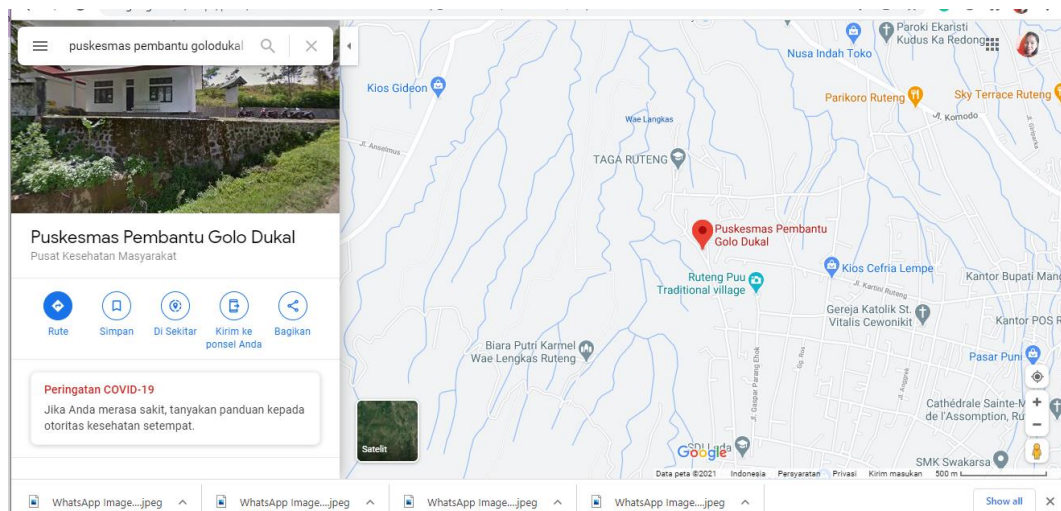 puskesmas pembantu golodukal
Puskesmas Pembantu Golo Dukal
Pusat Kesehatan Masyarakat
Rute
Simpan
Di Sekitar
Kirim ke
ponsel Anda
Bagikan
Peringatan COVID-19
Jika Anda merasa sakit, tanyakan panduan kepada
otoritas kesehatan setempat.
Paroki Ekaristi
Kudus Ka Redong
Nusa Indah Toko
Kios Gideon
Parikoro Ruteng
Sky Terrace Ruteng
Jl. Komodo
Wae Langkas
Jl. Anselmus
TAGA RUTENG
Puskesmas Pembantu
Golo Dukal
Kios Cefria Lempe
Ruteng Puu
Traditional village
Jl. Kartini Ruteng
Kantor Bupati Mang
Gereja Katolik St.
Vitalis Cewonikit
Kantor POS R
Biara Putri Karmel
Wae Lengkas Ruteng
Pasar Puni
Jl. Gaspar Parang Ehok
Jl. Anggrek
Cathédrale Sainte-M
de l'Assomption, Ru
Satelit
Google
SMK Swakarsa
Data peta ©2021
Indonesia
Persyaratan
Privasi
Kirim masukan
500 m
WhatsApp Image....jpeg
WhatsApp Image....jpeg
WhatsApp Image....jpeg
WhatsApp Image....jpeg
Show all